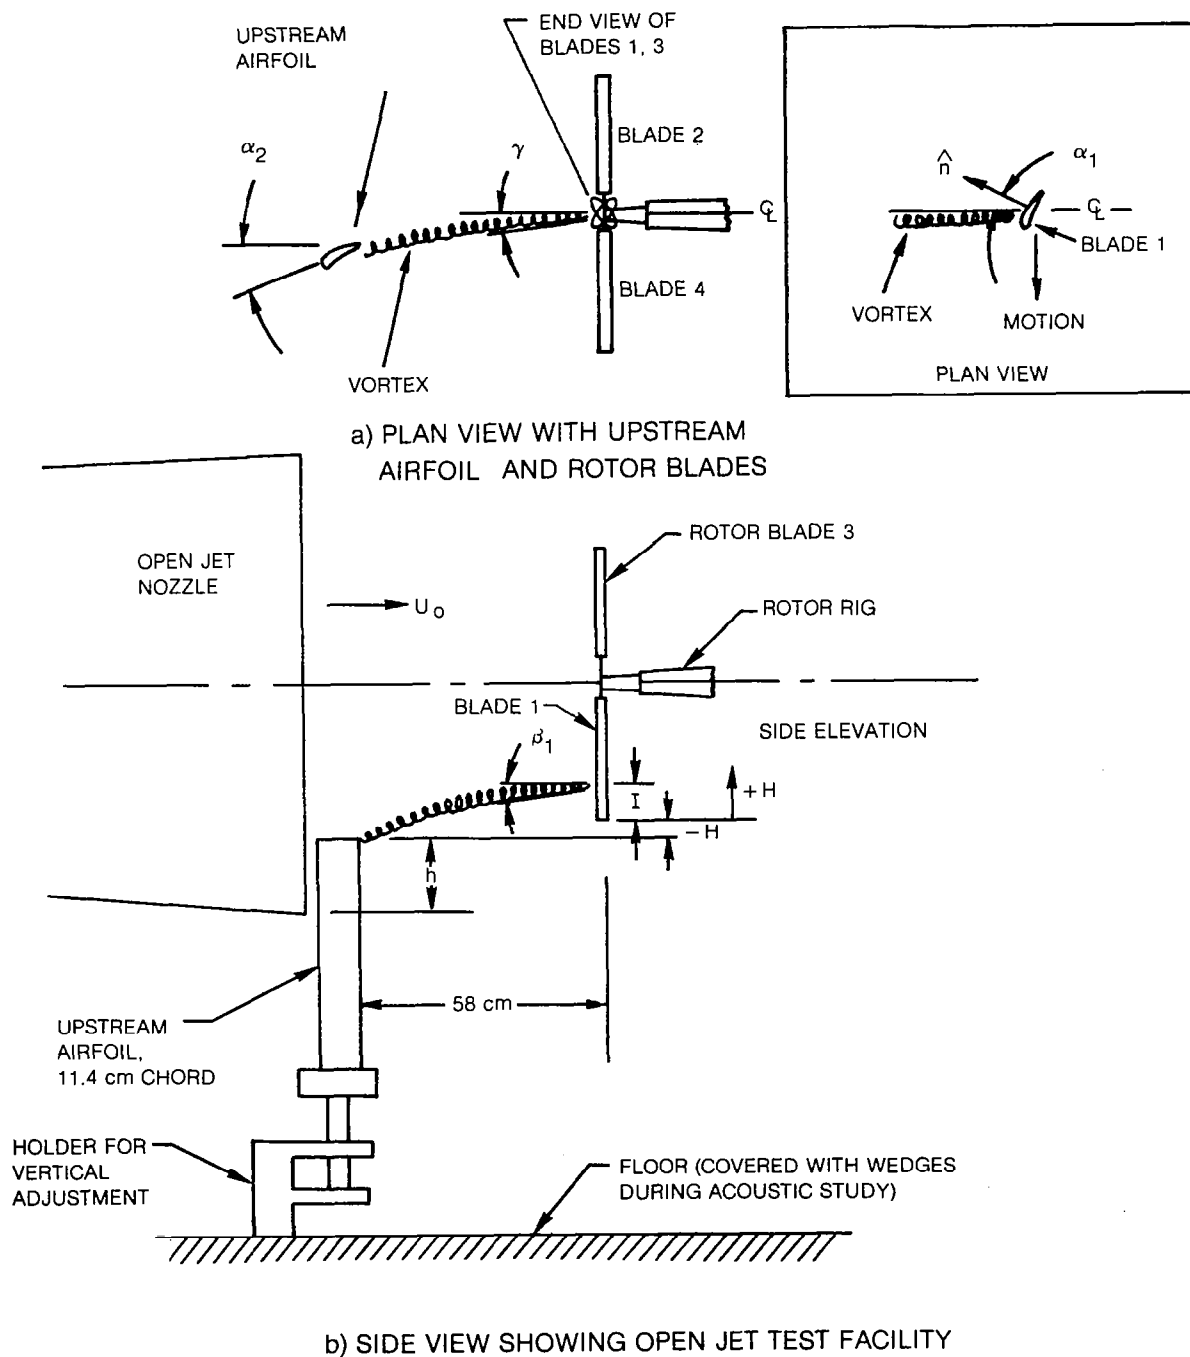 UPSTREAM
AIRFOIL
END VIEW OF
BLADES 1, 3
α2
γ
BLADE 2
℄
BLADE 4
VORTEX
n̂
α1
℄
BLADE 1
VORTEX
MOTION
PLAN VIEW
a) PLAN VIEW WITH UPSTREAM
AIRFOIL AND ROTOR BLADES
OPEN JET
NOZZLE
Uo
ROTOR BLADE 3
ROTOR RIG
BLADE 1
SIDE ELEVATION
β1
I
+H
−H
h
58 cm
UPSTREAM
AIRFOIL,
11.4 cm CHORD
HOLDER FOR
VERTICAL
ADJUSTMENT
FLOOR (COVERED WITH WEDGES
DURING ACOUSTIC STUDY)
b) SIDE VIEW SHOWING OPEN JET TEST FACILITY